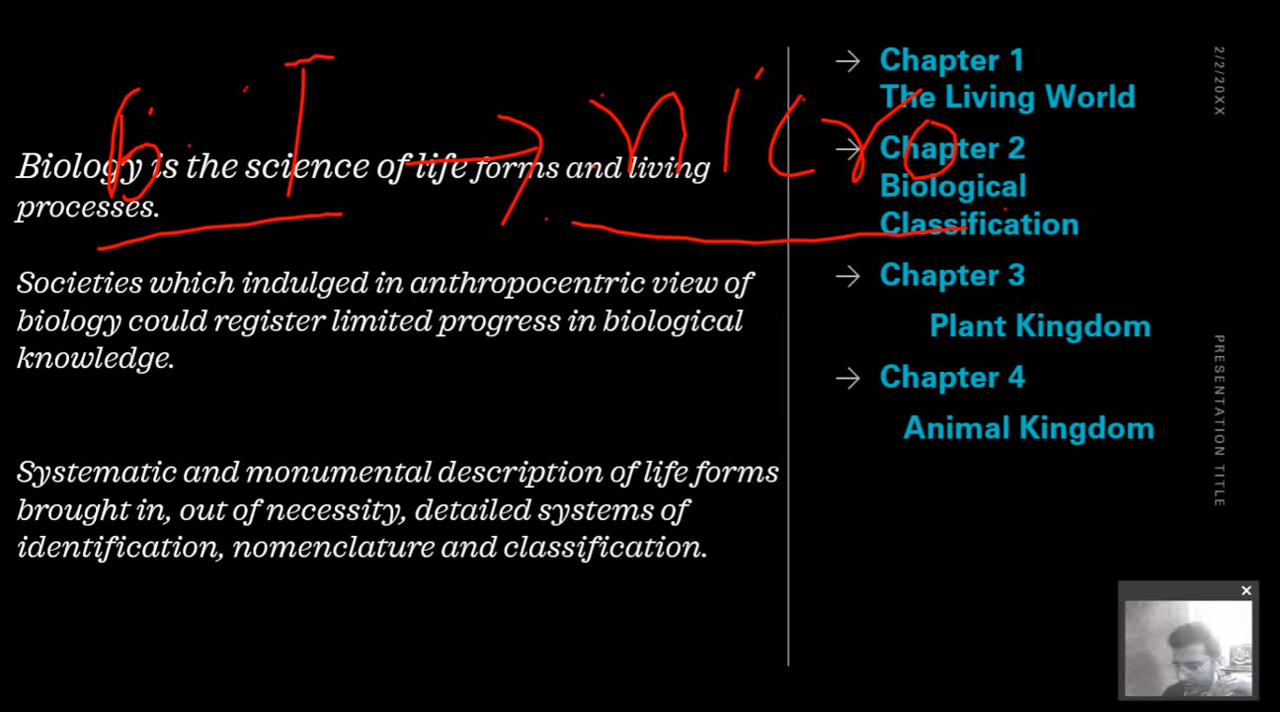 Biology is the science of life forms and living
processes.
Societies which indulged in anthropocentric view of
biology could register limited progress in biological
knowledge.
Systematic and monumental description of life forms
brought in, out of necessity, detailed systems of
identification, nomenclature and classification.
→ Chapter 1
The Living World
→ Chapter 2
Biological
Classification
→ Chapter 3
Plant Kingdom
→ Chapter 4
Animal Kingdom
2/2/20XX
PRESENTATION TITLE